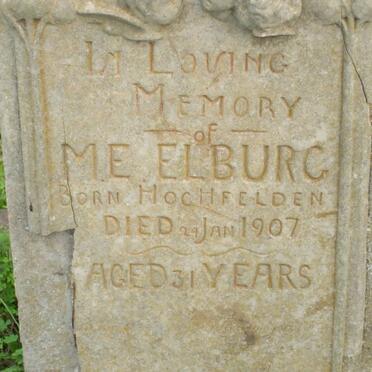 IN LOVING
MEMORY
of
M.E. ELBURG
BORN HOCHFELDEN
DIED 24 JAN 1907
AGED 31 YEARS